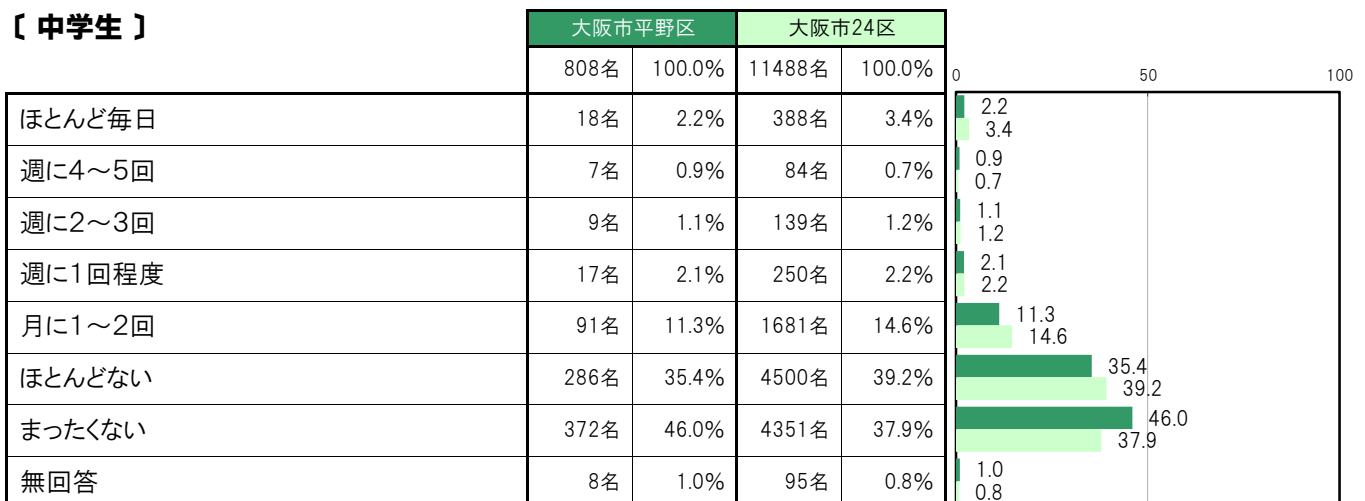 〔 中学生 〕
大阪市平野区 大阪市24区
808名 100.0% 11488名 100.0% 0 50 100
ほとんど毎日 18名 2.2% 388名 3.4% 2.2
3.4
週に4～5回 7名 0.9% 84名 0.7% 0.9
0.7
週に2～3回 9名 1.1% 139名 1.2% 1.1
1.2
週に1回程度 17名 2.1% 250名 2.2% 2.1
2.2
月に1～2回 91名 11.3% 1681名 14.6% 11.3
14.6
ほとんどない 286名 35.4% 4500名 39.2% 35.4
39.2
まったくない 372名 46.0% 4351名 37.9% 46.0
37.9
無回答 8名 1.0% 95名 0.8% 1.0
0.8